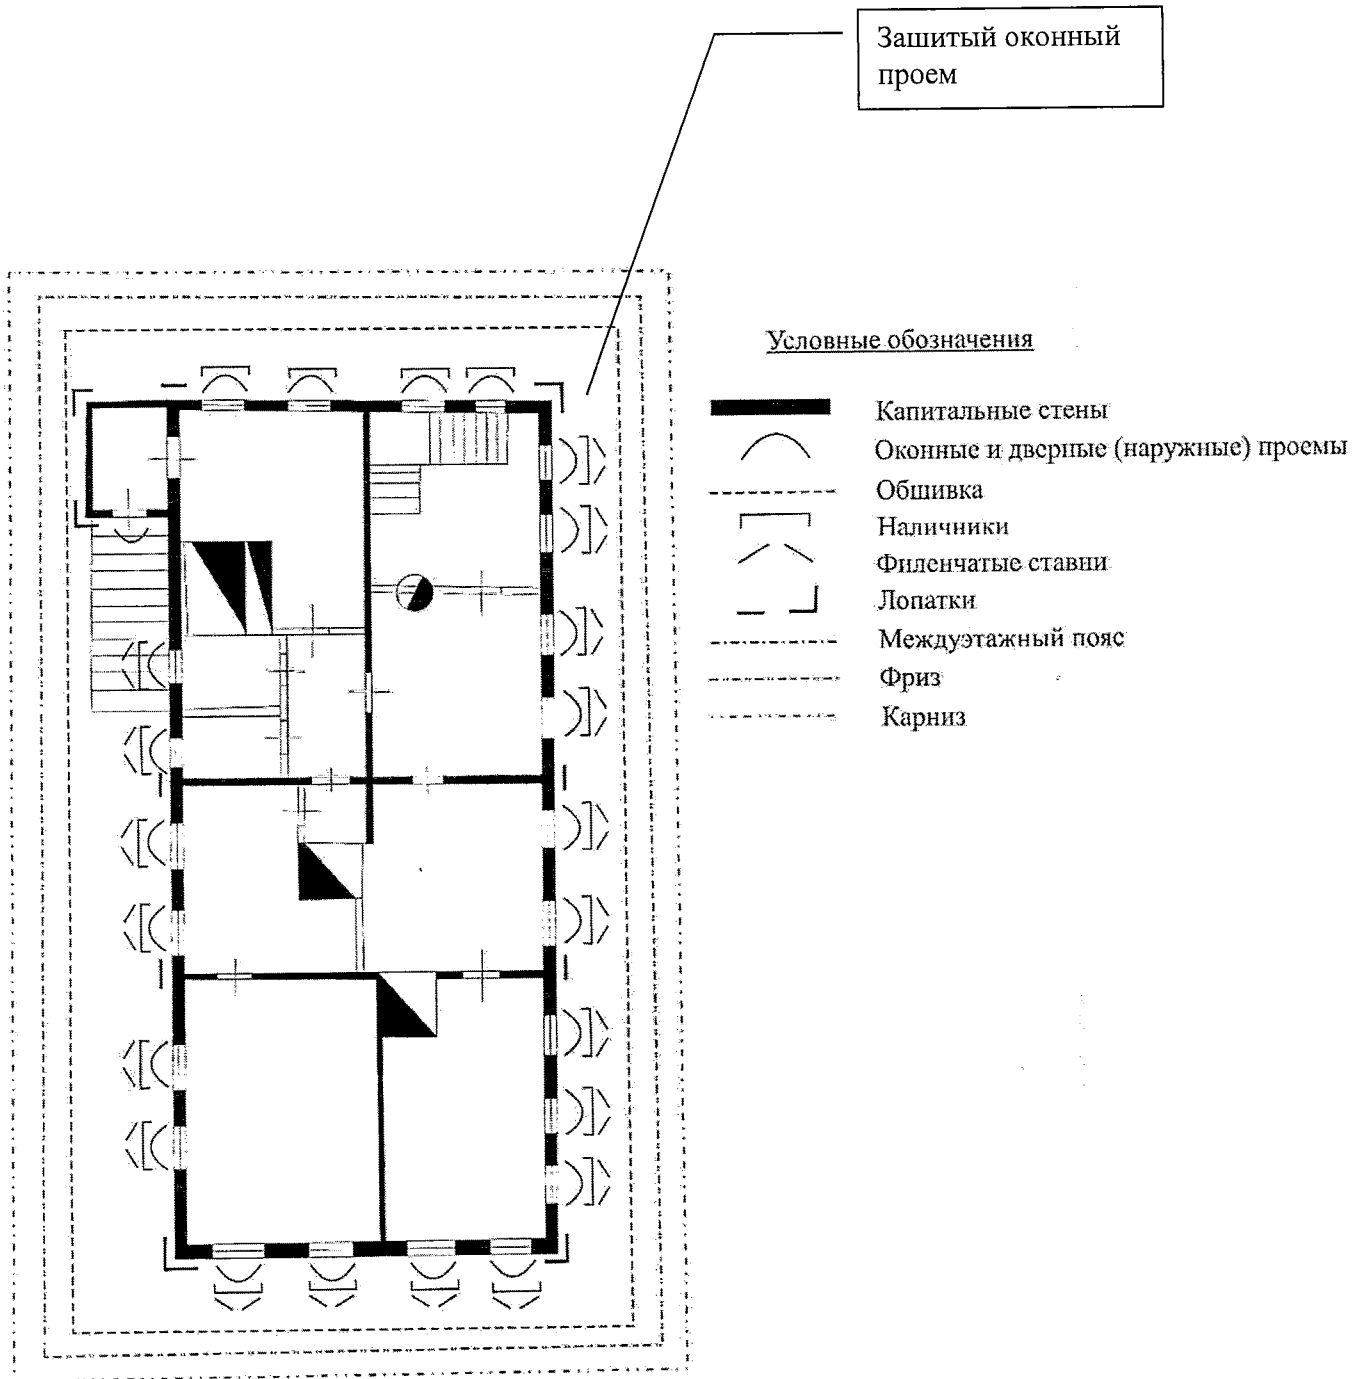 Зашитый оконный
проем
Условные обозначения
Капитальные стены
Оконные и дверные (наружные) проемы
Обшивка
Наличники
Филенчатые ставни
Лопатки
Междуэтажный пояс
Фриз
Карниз